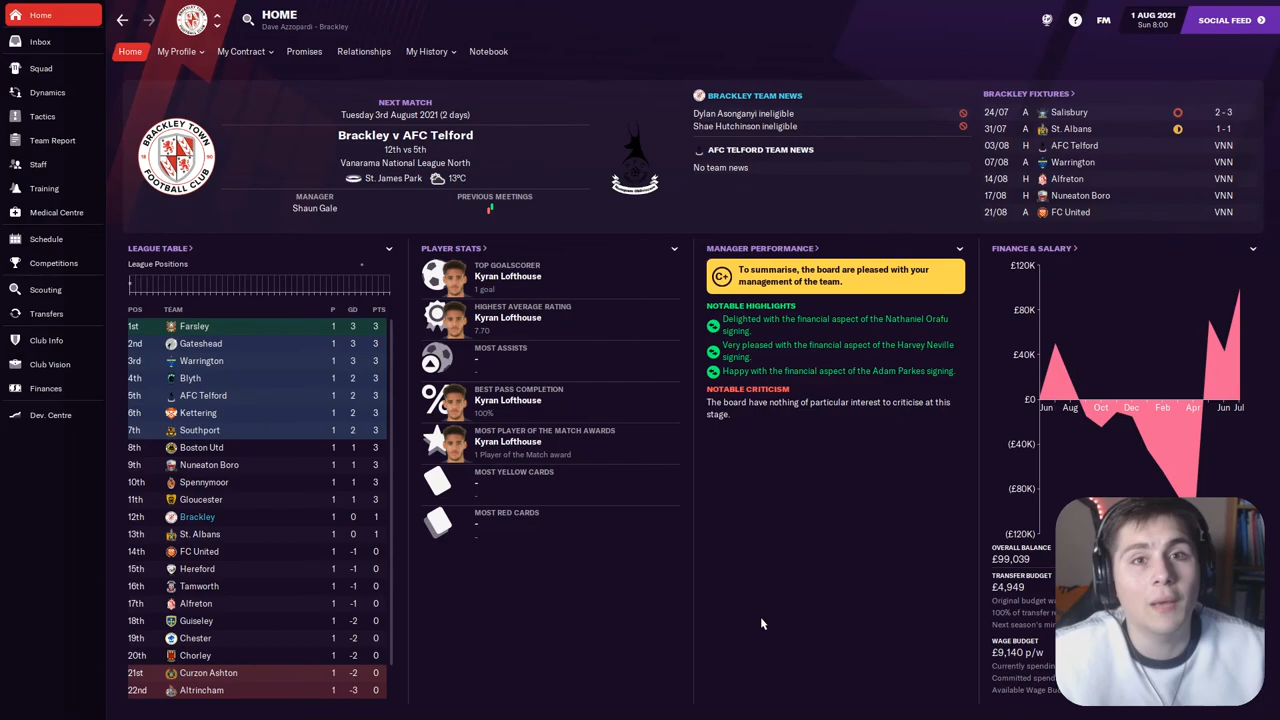 Home
Inbox
Squad
Dynamics
Tactics
Team Report
Staff
Training
Medical Centre
Schedule
Competitions
Scouting
Transfers
Club Info
Club Vision
Finances
Dev. Centre
HOME
Dave Azzopardi - Brackley
FM
1 AUG 2021
Sun 8:00
SOCIAL FEED
Home
My Profile
My Contract
Promises
Relationships
My History
Notebook
BRACKLEY TOWN
18 90
FOOTBALL CLUB
NEXT MATCH
Tuesday 3rd August 2021 (2 days)
Brackley v AFC Telford
12th vs 5th
Vanarama National League North
St. James Park
13°C
MANAGER
Shaun Gale
PREVIOUS MEETINGS
BRACKLEY TEAM NEWS
Dylan Asonganyi ineligible
Shae Hutchinson ineligible
AFC TELFORD TEAM NEWS
No team news
BRACKLEY FIXTURES
24/07 A Salisbury 2 - 3
31/07 A St. Albans 1 - 1
03/08 H AFC Telford VNN
07/08 A Warrington VNN
14/08 H Alfreton VNN
17/08 H Nuneaton Boro VNN
21/08 A FC United VNN
LEAGUE TABLE
League Positions
POS TEAM P GD PTS
1st Farsley 1 3 3
2nd Gateshead 1 3 3
3rd Warrington 1 3 3
4th Blyth 1 2 3
5th AFC Telford 1 2 3
6th Kettering 1 2 3
7th Southport 1 2 3
8th Boston Utd 1 1 3
9th Nuneaton Boro 1 1 3
10th Spennymoor 1 1 3
11th Gloucester 1 1 3
12th Brackley 1 0 1
13th St. Albans 1 0 1
14th FC United 1 -1 0
15th Hereford 1 -1 0
16th Tamworth 1 -1 0
17th Alfreton 1 -1 0
18th Guiseley 1 -2 0
19th Chester 1 -2 0
20th Chorley 1 -2 0
21st Curzon Ashton 1 -2 0
22nd Altrincham 1 -3 0
PLAYER STATS
TOP GOALSCORER
Kyran Lofthouse
1 goal
HIGHEST AVERAGE RATING
Kyran Lofthouse
7.70
MOST ASSISTS
-
-
BEST PASS COMPLETION
Kyran Lofthouse
100%
MOST PLAYER OF THE MATCH AWARDS
Kyran Lofthouse
1 Player of the Match award
MOST YELLOW CARDS
-
-
MOST RED CARDS
-
-
MANAGER PERFORMANCE
C+
To summarise, the board are pleased with your
management of the team.
NOTABLE HIGHLIGHTS
Delighted with the financial aspect of the Nathaniel Orafu
signing.
Very pleased with the financial aspect of the Harvey Neville
signing.
Happy with the financial aspect of the Adam Parkes signing.
NOTABLE CRITICISM
The board have nothing of particular interest to criticise at this
stage.
FINANCE & SALARY
£120K
£80K
£40K
£0
(£40K)
(£80K)
(£120K)
Jun Aug Oct Dec Feb Apr Jun Jul
OVERALL BALANCE
£99,039
TRANSFER BUDGET
£4,949
Original budget
100% of transfer
Next season's
WAGE BUDGET
£9,140 p/w
Currently spending
Committed
Available Wage